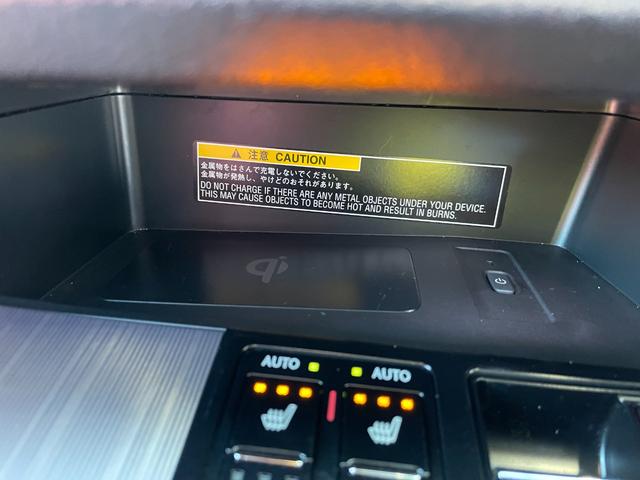 注意 CAUTION
金属物をはさんで充電しないでください。
金属物が発熱し、やけどのおそれがあります。
DO NOT CHARGE IF THERE ARE ANY METAL OBJECTS UNDER YOUR DEVICE.
THIS MAY CAUSE OBJECTS TO BECOME HOT AND RESULT IN BURNS.
qi
AUTO
AUTO